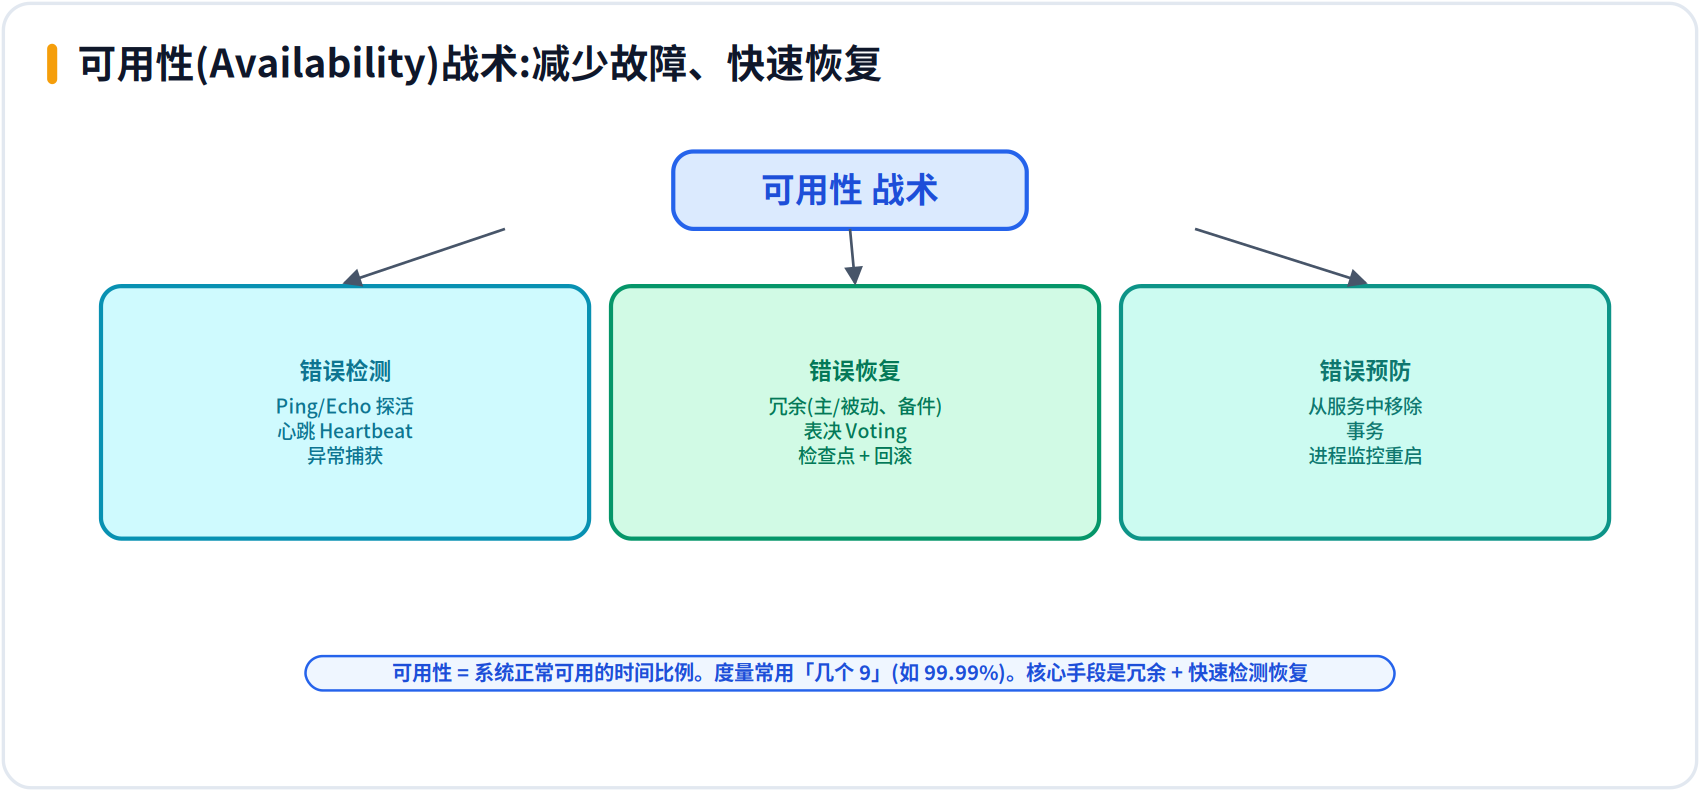 可用性(Availability)战术:减少故障、快速恢复
可用性 战术
错误检测
Ping/Echo 探活
心跳 Heartbeat
异常捕获
错误恢复
冗余(主/被动、备件)
表决 Voting
检查点 + 回滚
错误预防
从服务中移除
事务
进程监控重启
可用性 = 系统正常可用的时间比例。度量常用「几个 9」(如 99.99%)。核心手段是冗余 + 快速检测恢复